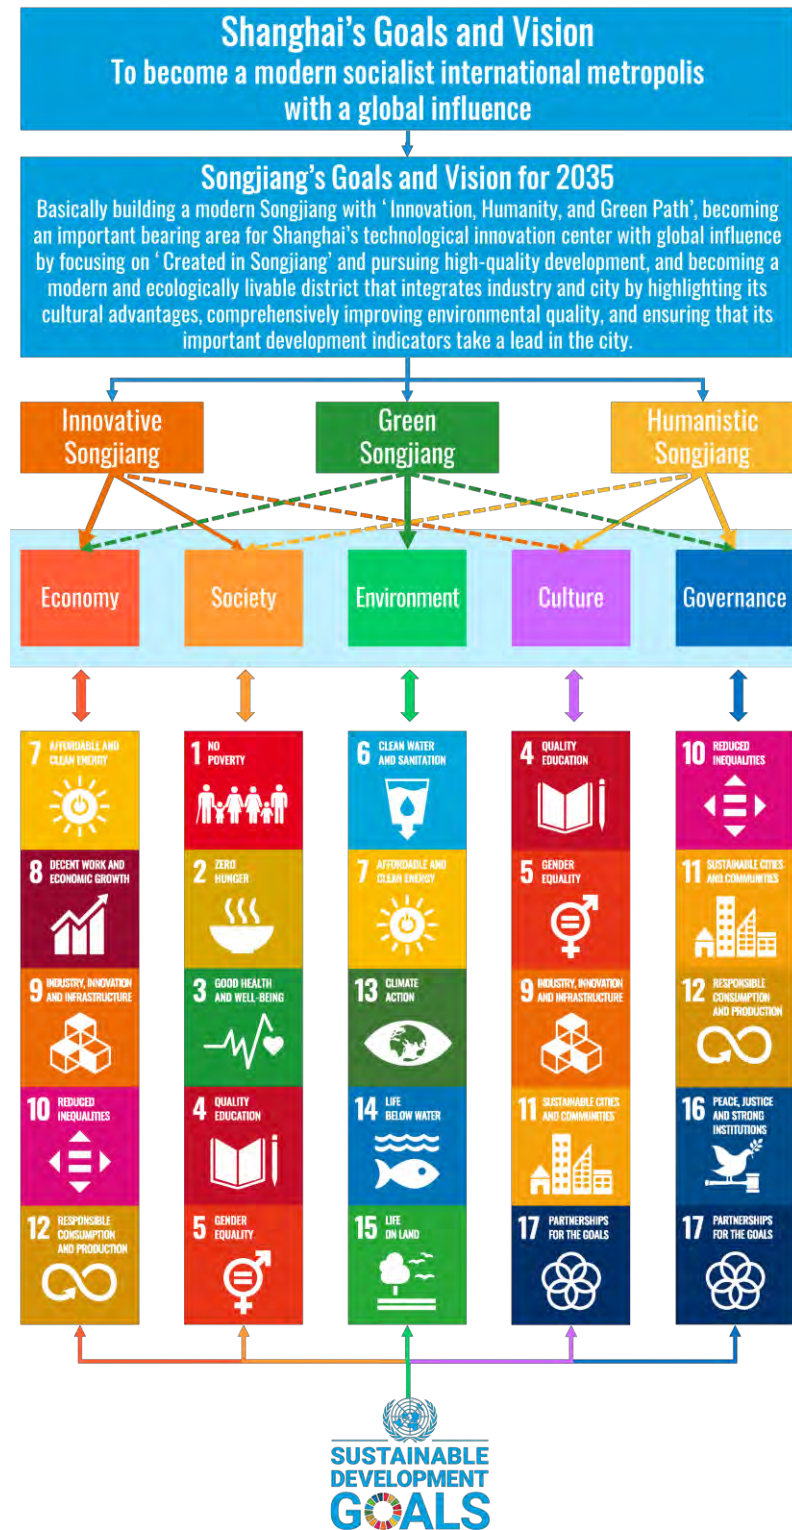 Shanghai's Goals and Vision
To become a modern socialist international metropolis
with a global influence
Songjiang's Goals and Vision for 2035
Basically building a modern Songjiang with ‘ Innovation, Humanity, and Green Path’, becoming
an important bearing area for Shanghai’s technological innovation center with global influence
by focusing on ‘ Created in Songjiang’ and pursuing high-quality development, and becoming a
modern and ecologically livable district that integrates industry and city by highlighting its
cultural advantages, comprehensively improving environmental quality, and ensuring that its
important development indicators take a lead in the city.
Innovative
Songjiang
Green
Songjiang
Humanistic
Songjiang
Economy
Society
Environment
Culture
Governance
7 AFFORDABLE AND
CLEAN ENERGY
8 DECENT WORK AND
ECONOMIC GROWTH
9 INDUSTRY, INNOVATION
AND INFRASTRUCTURE
10 REDUCED
INEQUALITIES
12 RESPONSIBLE
CONSUMPTION
AND PRODUCTION
1 NO
POVERTY
2 ZERO
HUNGER
3 GOOD HEALTH
AND WELL-BEING
4 QUALITY
EDUCATION
5 GENDER
EQUALITY
6 CLEAN WATER
AND SANITATION
7 AFFORDABLE AND
CLEAN ENERGY
13 CLIMATE
ACTION
14 LIFE
BELOW WATER
15 LIFE
ON LAND
4 QUALITY
EDUCATION
5 GENDER
EQUALITY
9 INDUSTRY, INNOVATION
AND INFRASTRUCTURE
11 SUSTAINABLE CITIES
AND COMMUNITIES
17 PARTNERSHIPS
FOR THE GOALS
10 REDUCED
INEQUALITIES
11 SUSTAINABLE CITIES
AND COMMUNITIES
12 RESPONSIBLE
CONSUMPTION
AND PRODUCTION
16 PEACE, JUSTICE
AND STRONG
INSTITUTIONS
17 PARTNERSHIPS
FOR THE GOALS
SUSTAINABLE
DEVELOPMENT
GOALS